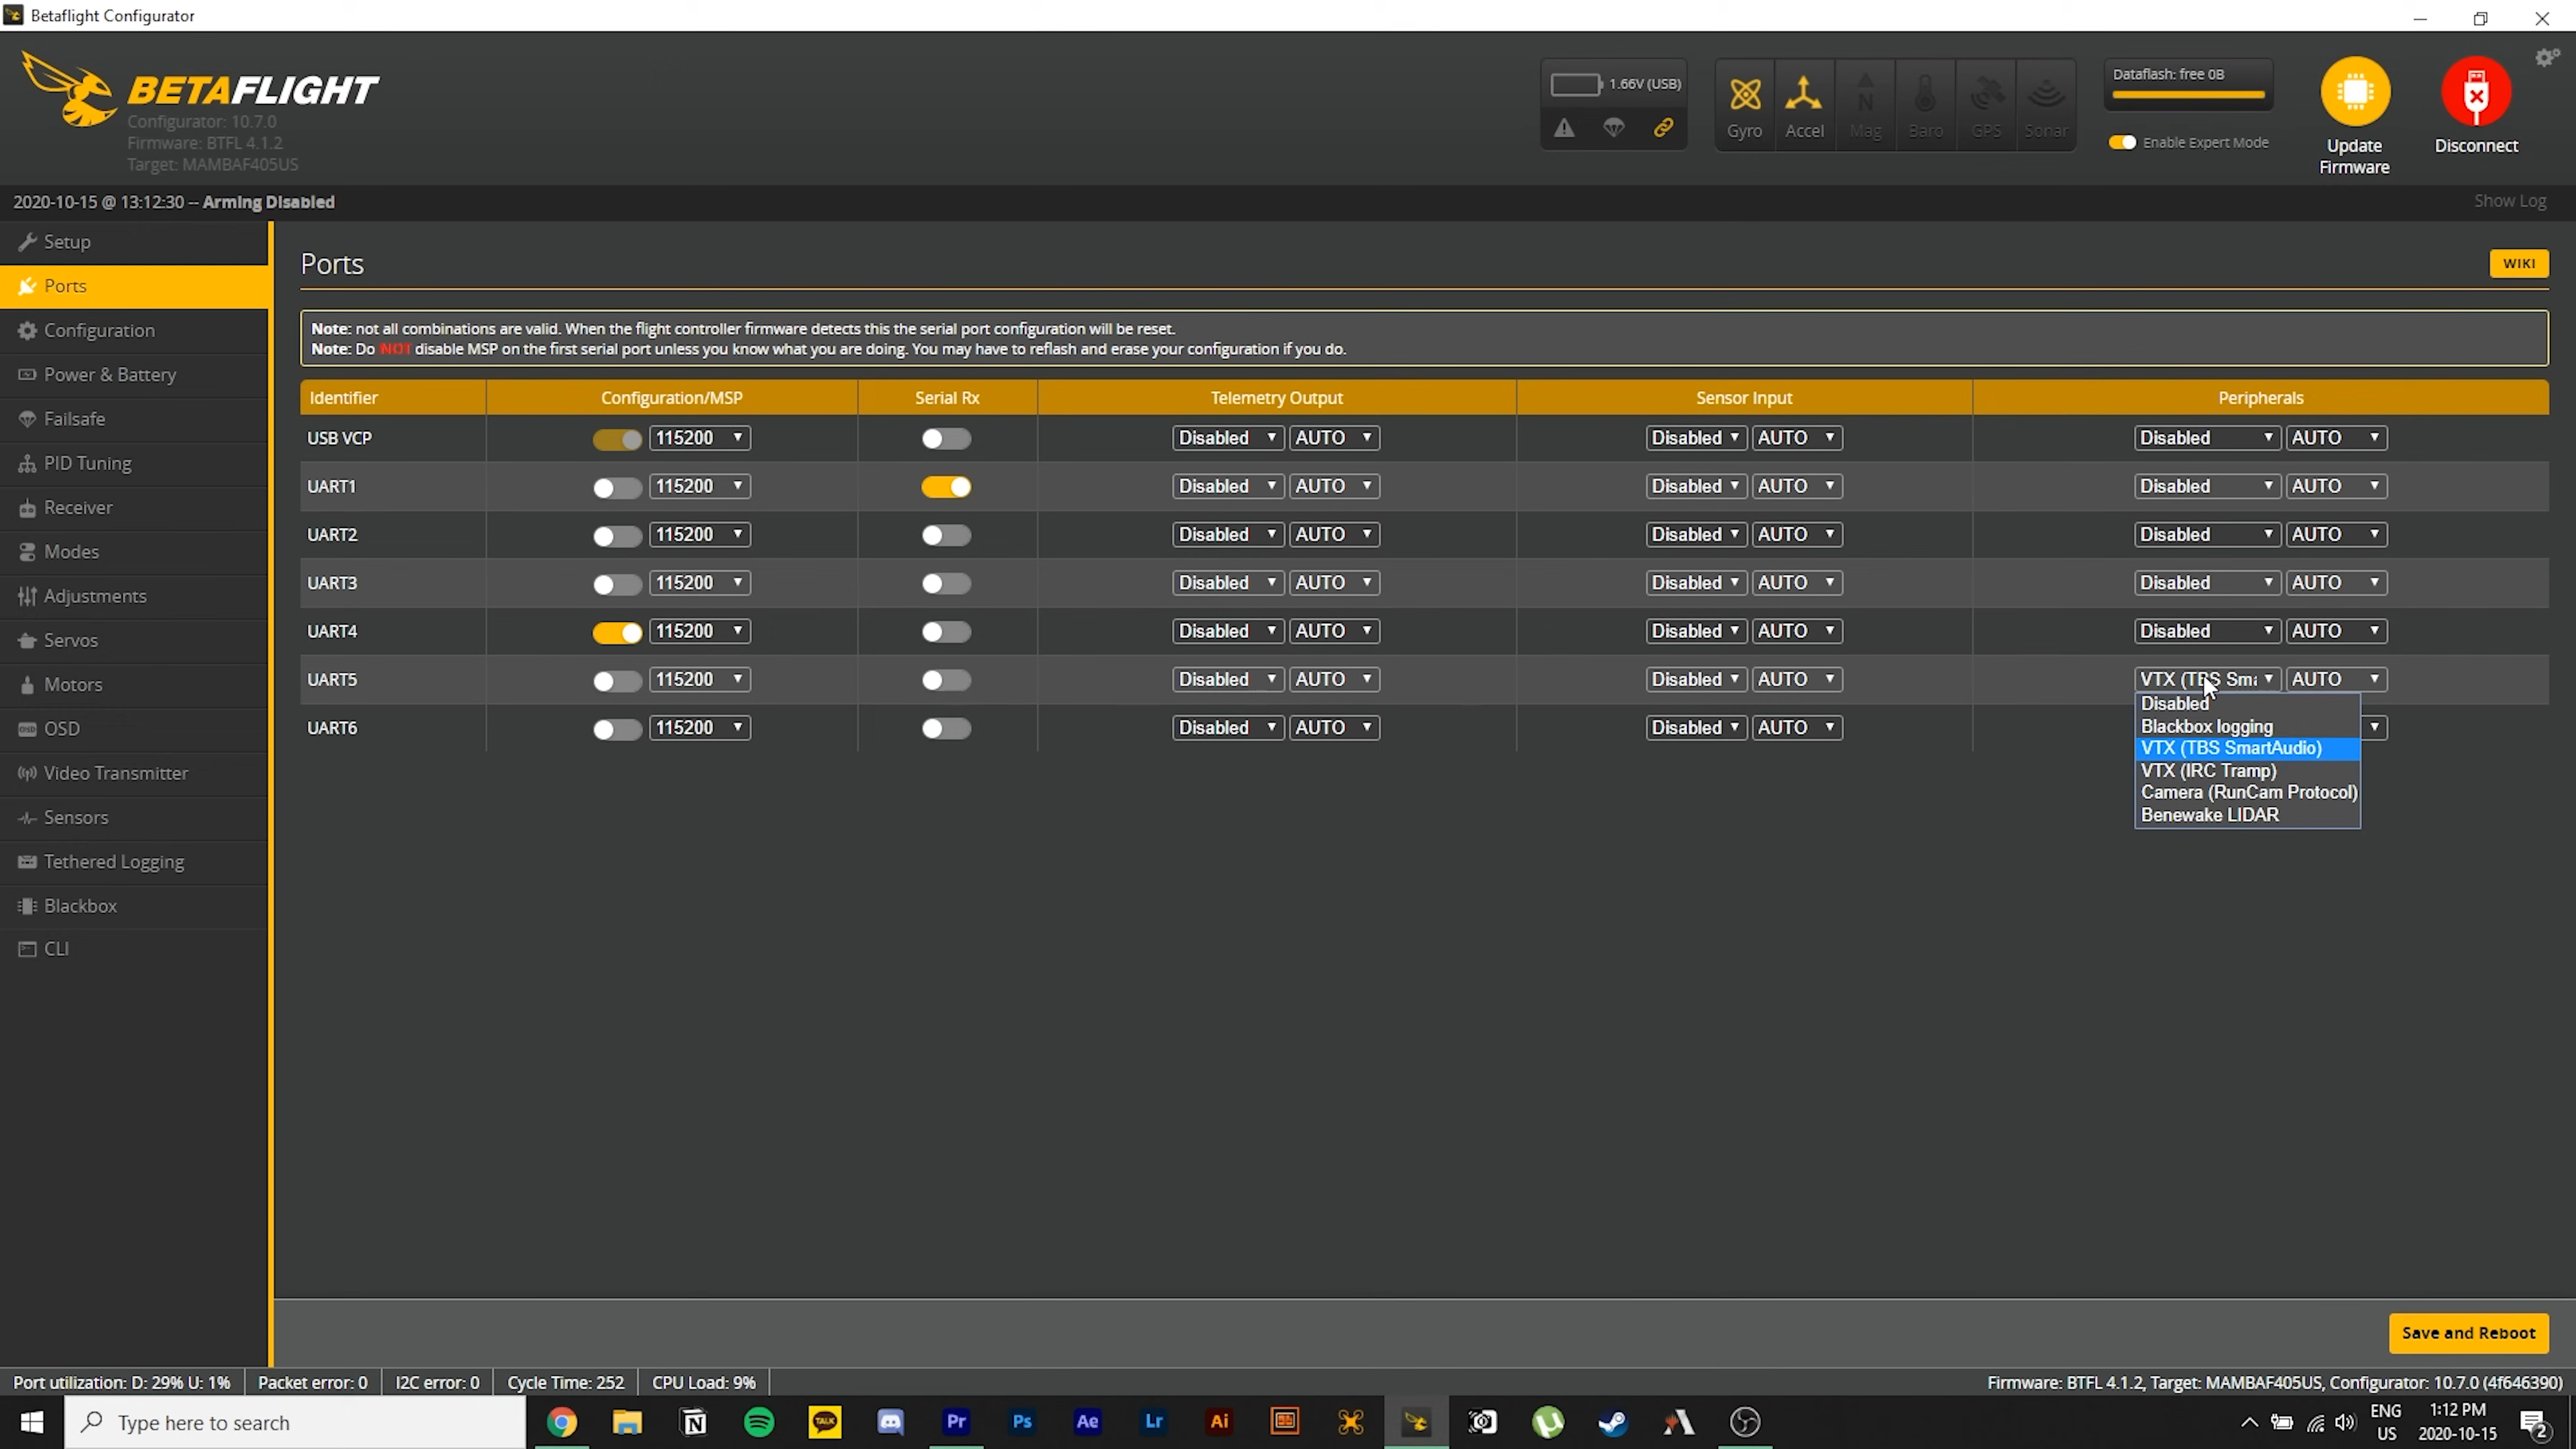 Betaflight Configurator
BETAFLIGHT
Configurator: 10.7.0
Firmware: BTFL 4.1.2
Target: MAMBAF405US
1.66V (USB)
Gyro Accel Mag Baro GPS Sonar
Dataflash: free 0B
Enable Expert Mode
Update Firmware
Disconnect
2020-10-15 @ 13:12:30 -- Arming Disabled
Show Log
Setup
Ports
Configuration
Power & Battery
Failsafe
PID Tuning
Receiver
Modes
Adjustments
Servos
Motors
OSD
Video Transmitter
Sensors
Tethered Logging
Blackbox
CLI
Ports
WIKI
Note: not all combinations are valid. When the flight controller firmware detects this the serial port configuration will be reset.
Note: Do NOT disable MSP on the first serial port unless you know what you are doing. You may have to reflash and erase your configuration if you do.
Identifier Configuration/MSP Serial Rx Telemetry Output Sensor Input Peripherals
USB VCP 115200 Disabled AUTO Disabled AUTO Disabled AUTO
UART1 115200 Disabled AUTO Disabled AUTO Disabled AUTO
UART2 115200 Disabled AUTO Disabled AUTO Disabled AUTO
UART3 115200 Disabled AUTO Disabled AUTO Disabled AUTO
UART4 115200 Disabled AUTO Disabled AUTO Disabled AUTO
UART5 115200 Disabled AUTO Disabled AUTO VTX (TBS Sma AUTO
UART6 115200 Disabled AUTO Disabled AUTO
Disabled
Blackbox logging
VTX (TBS SmartAudio)
VTX (IRC Tramp)
Camera (RunCam Protocol)
Benewake LIDAR
Save and Reboot
Port utilization: D: 29% U: 1% Packet error: 0 I2C error: 0 Cycle Time: 252 CPU Load: 9%
Firmware: BTFL 4.1.2, Target: MAMBAF405US, Configurator: 10.7.0 (4f646390)
Type here to search
N
TALK
Pr
Ps
Ae
Lr
Ai
ENG
US
1:12 PM
2020-10-15
2